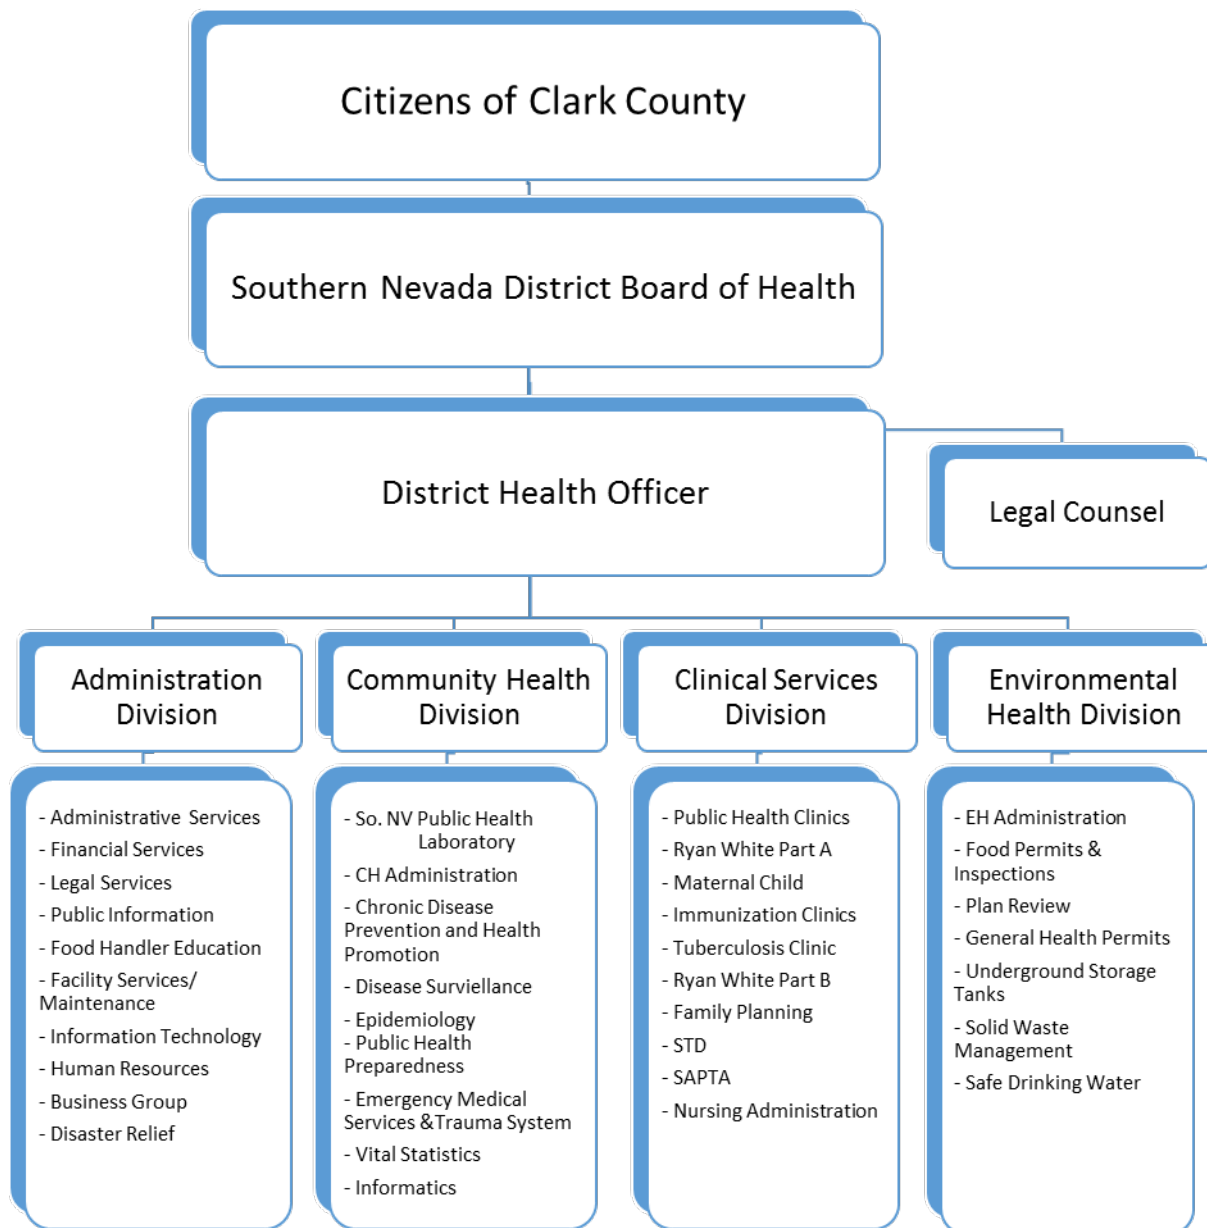 Citizens of Clark County
Southern Nevada District Board of Health
District Health Officer
Legal Counsel
Administration
Division
Community Health
Division
Clinical Services
Division
Environmental
Health Division
- Administrative Services
- Financial Services
- Legal Services
- Public Information
- Food Handler Education
- Facility Services/
Maintenance
- Information Technology
- Human Resources
- Business Group
- Disaster Relief
- So. NV Public Health
Laboratory
- CH Administration
- Chronic Disease
Prevention and Health
Promotion
- Disease Surviellance
- Epidemiology
- Public Health
Preparedness
- Emergency Medical
Services &Trauma System
- Vital Statistics
- Informatics
- Public Health Clinics
- Ryan White Part A
- Maternal Child
- Immunization Clinics
- Tuberculosis Clinic
- Ryan White Part B
- Family Planning
- STD
- SAPTA
- Nursing Administration
- EH Administration
- Food Permits &
Inspections
- Plan Review
- General Health Permits
- Underground Storage
Tanks
- Solid Waste
Management
- Safe Drinking Water